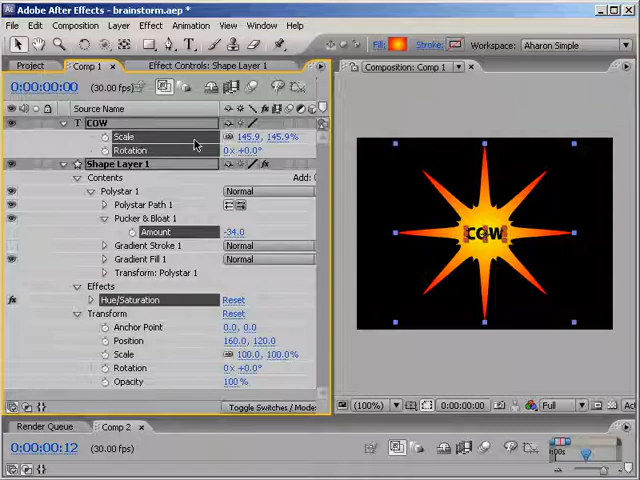 Adobe After Effects - brainstorm.aep *
File Edit Composition Layer Effect Animation View Window Help
Fill: Stroke: Workspace: Aharon Simple
Project Comp 1 × Effect Controls: Shape Layer 1
Composition: Comp 1
0:00:00:00 (30.00 fps)
Source Name
T COW
Scale 145.9, 145.9%
Rotation 0x +0.0°
Shape Layer 1
Contents Add:
Polystar 1 Normal
Polystar Path 1
Pucker & Bloat 1
Amount -34.0
Gradient Stroke 1 Normal
Gradient Fill 1 Normal
Transform: Polystar 1
Effects
fx Hue/Saturation Reset
Transform Reset
Anchor Point 0.0, 0.0
Position 160.0, 120.0
Scale 100.0, 100.0%
Rotation 0x +0.0°
Opacity 100%
COW
Toggle Switches / Modes
(100%) 0:00:00:00 Full
Render Queue Comp 2 ×
0:00:00:12 (30.00 fps)